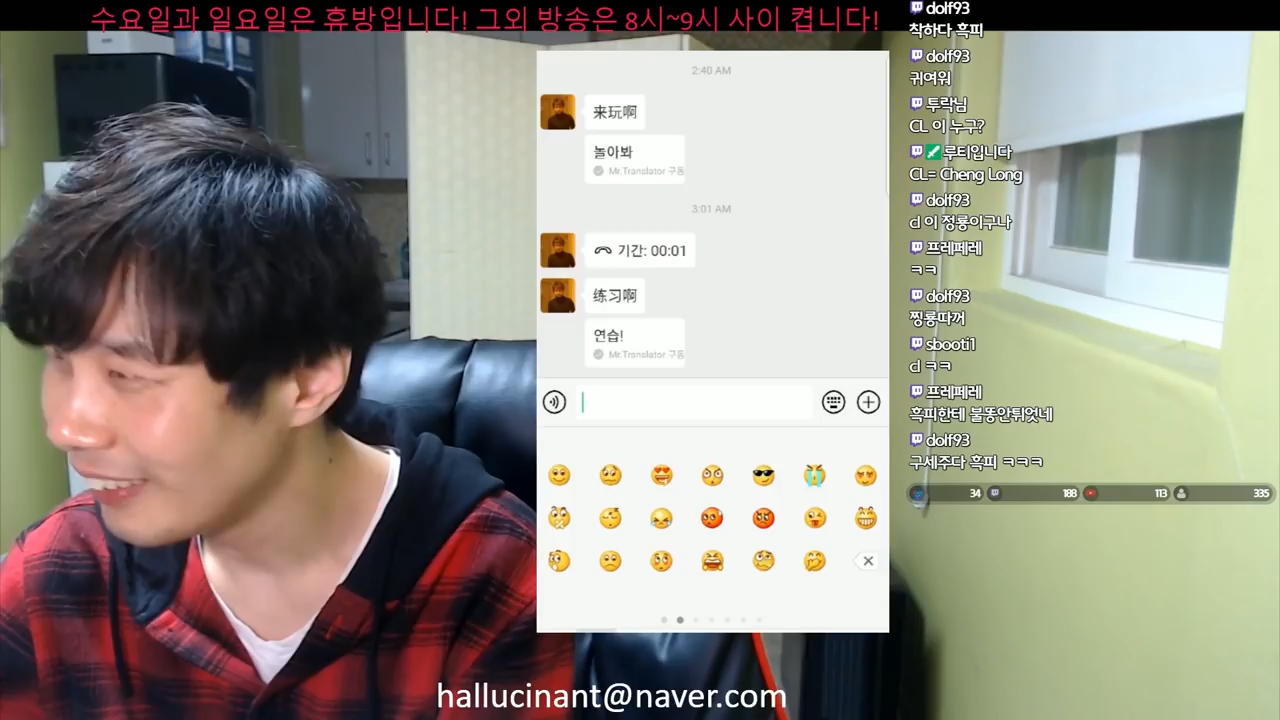 수요일과 일요일은 휴방입니다! 그외 방송은 8시~9시 사이 켭니다!
2:40 AM
来玩啊
놀아봐
Mr.Translator 구동
3:01 AM
기간: 00:01
练习啊
연습!
Mr.Translator 구동
dolf93
착하다 흑피
dolf93
귀여워
투락님
CL 이 누구?
루티입니다
CL= Cheng Long
dolf93
cl 이 정룡이구나
프레페레
ㅋㅋ
dolf93
찡룡따꺼
sbooti1
cl ㅋㅋ
프레페레
흑피한테 불똥안튀엇네
dolf93
구세주다 흑피 ㅋㅋㅋ
34 188 113 335
hallucinant@naver.com